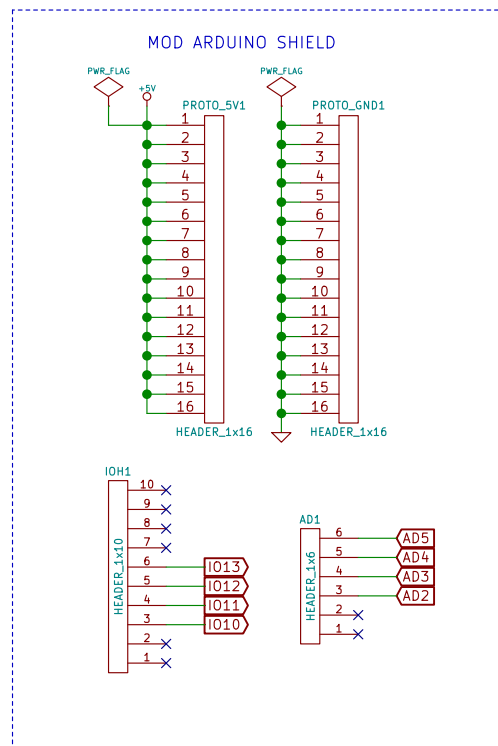 MOD ARDUINO SHIELD
PWR_FLAG
+5V
PWR_FLAG
PROTO_5V1
PROTO_GND1
1 1
2 2
3 3
4 4
5 5
6 6
7 7
8 8
9 9
10 10
11 11
12 12
13 13
14 14
15 15
16 16
HEADER_1x16
HEADER_1x16
IOH1
10
9
8
7
6 IO13
5 IO12
4 IO11
3 IO10
2
1
HEADER_1x10
AD1
6 AD5
5 AD4
4 AD3
3 AD2
2
1
HEADER_1x6